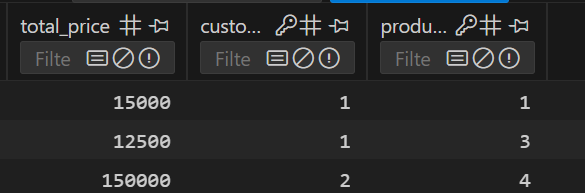 total_price custo... produ...
Filte Filte Filte
15000 1 1
12500 1 3
150000 2 4